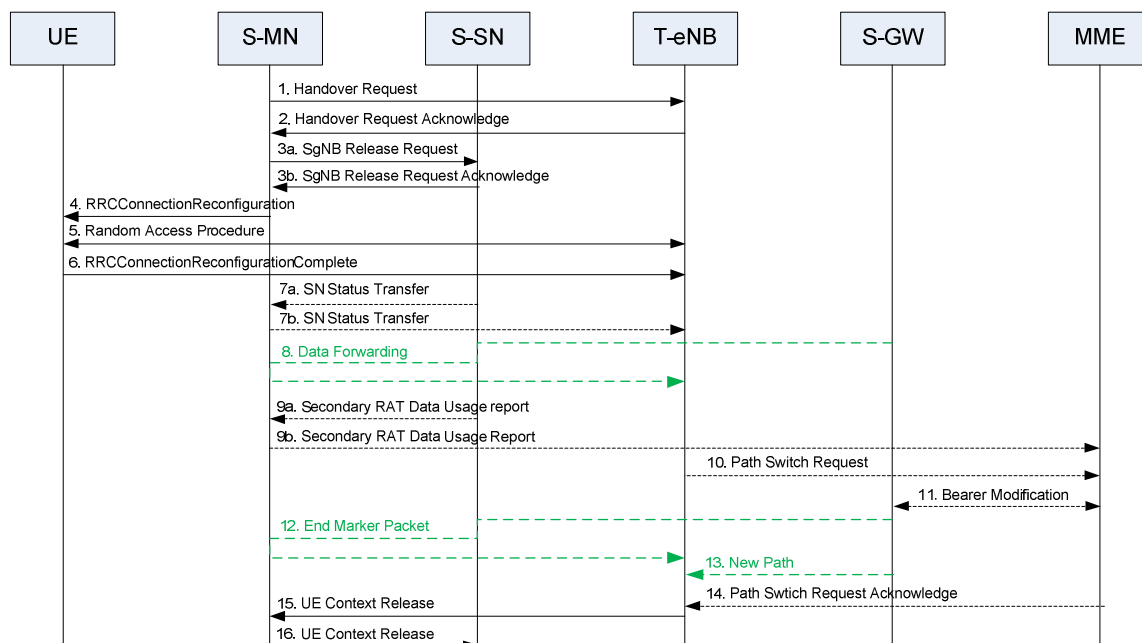 UE
S-MN
S-SN
T-eNB
S-GW
MME
1. Handover Request
2. Handover Request Acknowledge
3a. SgNB Release Request
3b. SgNB Release Request Acknowledge
4. RRCConnectionReconfiguration
5. Random Access Procedure
6. RRCConnectionReconfigurationComplete
7a. SN Status Transfer
7b. SN Status Transfer
8. Data Forwarding
9a. Secondary RAT Data Usage report
9b. Secondary RAT Data Usage Report
10. Path Switch Request
11. Bearer Modification
12. End Marker Packet
13. New Path
14. Path Swtich Request Acknowledge
15. UE Context Release
16. UE Context Release